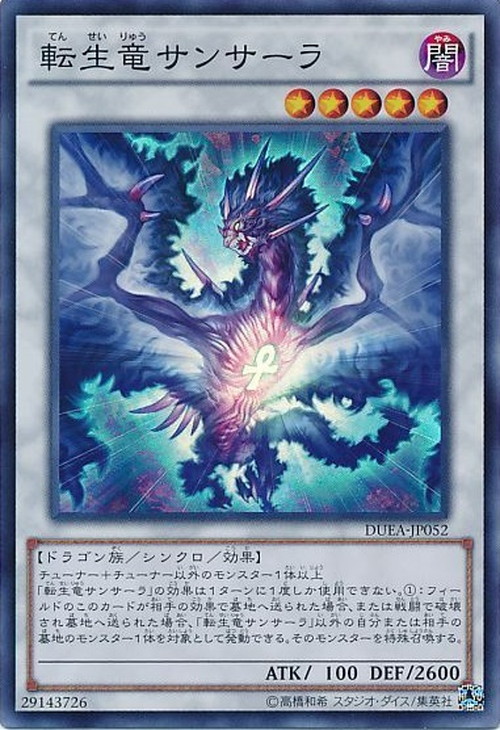 てん せい りゅう
転生竜サンサーラ
やみ
闇
DUEA-JP052
【ドラゴン族／シンクロ／効果】
チューナー＋チューナー以外のモンスター1体以上
「転生竜サンサーラ」の効果は1ターンに1度しか使用できない。①：フィ
ールドのこのカードが相手の効果で墓地へ送られた場合、または戦闘で破壊
され墓地へ送られた場合、「転生竜サンサーラ」以外の自分または相手の
墓地のモンスター1体を対象として発動できる。そのモンスターを特殊召喚する。
ATK/ 100 DEF/2600
29143726
©高橋和希 スタジオ・ダイス/集英社